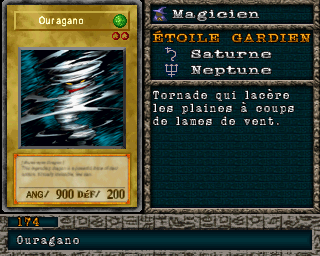 Ouragano
ANG/ 900 DéF/ 200
Magicien
ÉTOILE GARDIEN
Saturne
Neptune
Tornade qui lacère
les plaines à coups
de lames de vent.
174
Ouragano